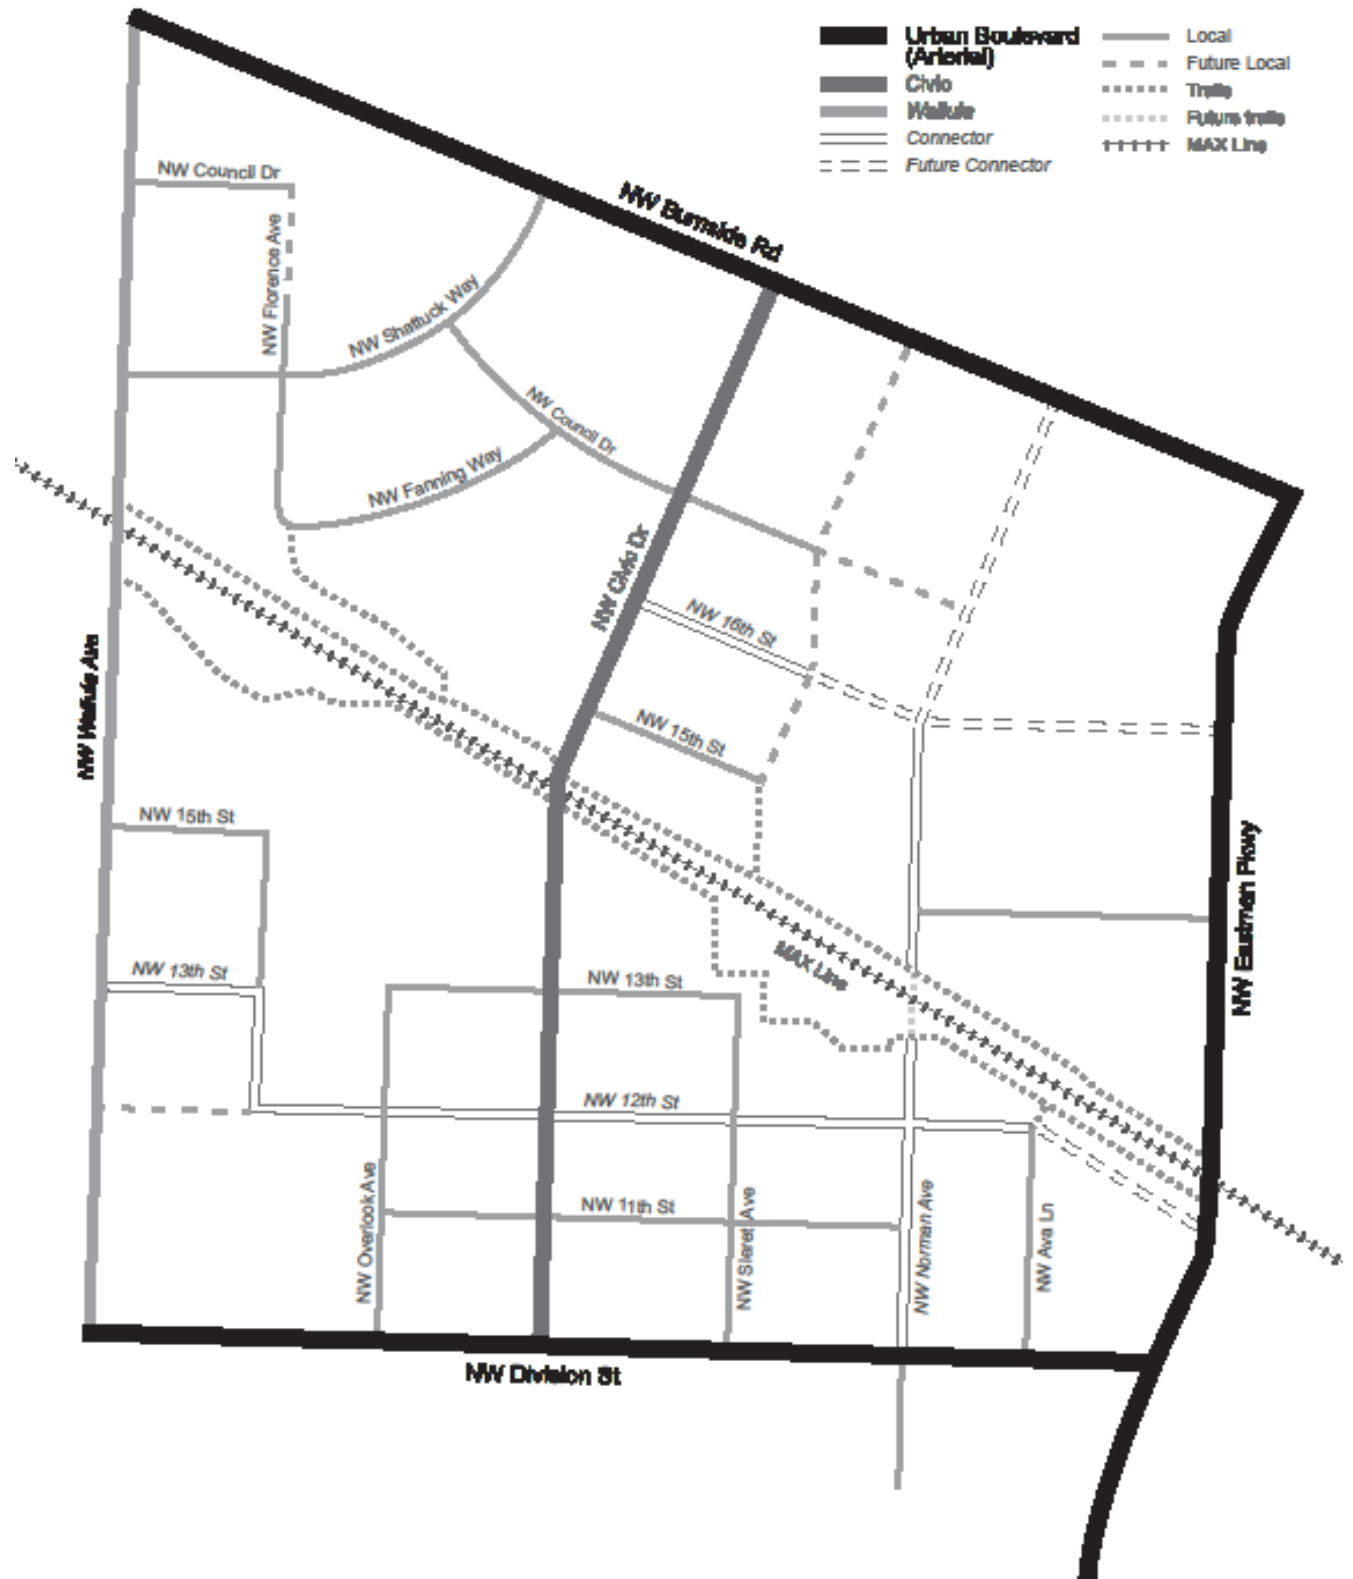 Urban Boulevard
(Arterial)
Civic
Wallula
Connector
Future Connector
Local
Future Local
Trails
Future trails
MAX Line
NW Council Dr
NW Burnside Rd
NW Florence Ave
NW Shattuck Way
NW Council Dr
NW Fanning Way
NW Civic Dr
NW 16th St
NW Wallula Ave
NW 15th St
NW 15th St
NW Eastman Pkwy
MAX Line
NW 13th St
NW 13th St
NW 12th St
NW Overlook Ave
NW 11th St
NW Sleret Ave
NW Norman Ave
NW Ava Ln
NW Division St